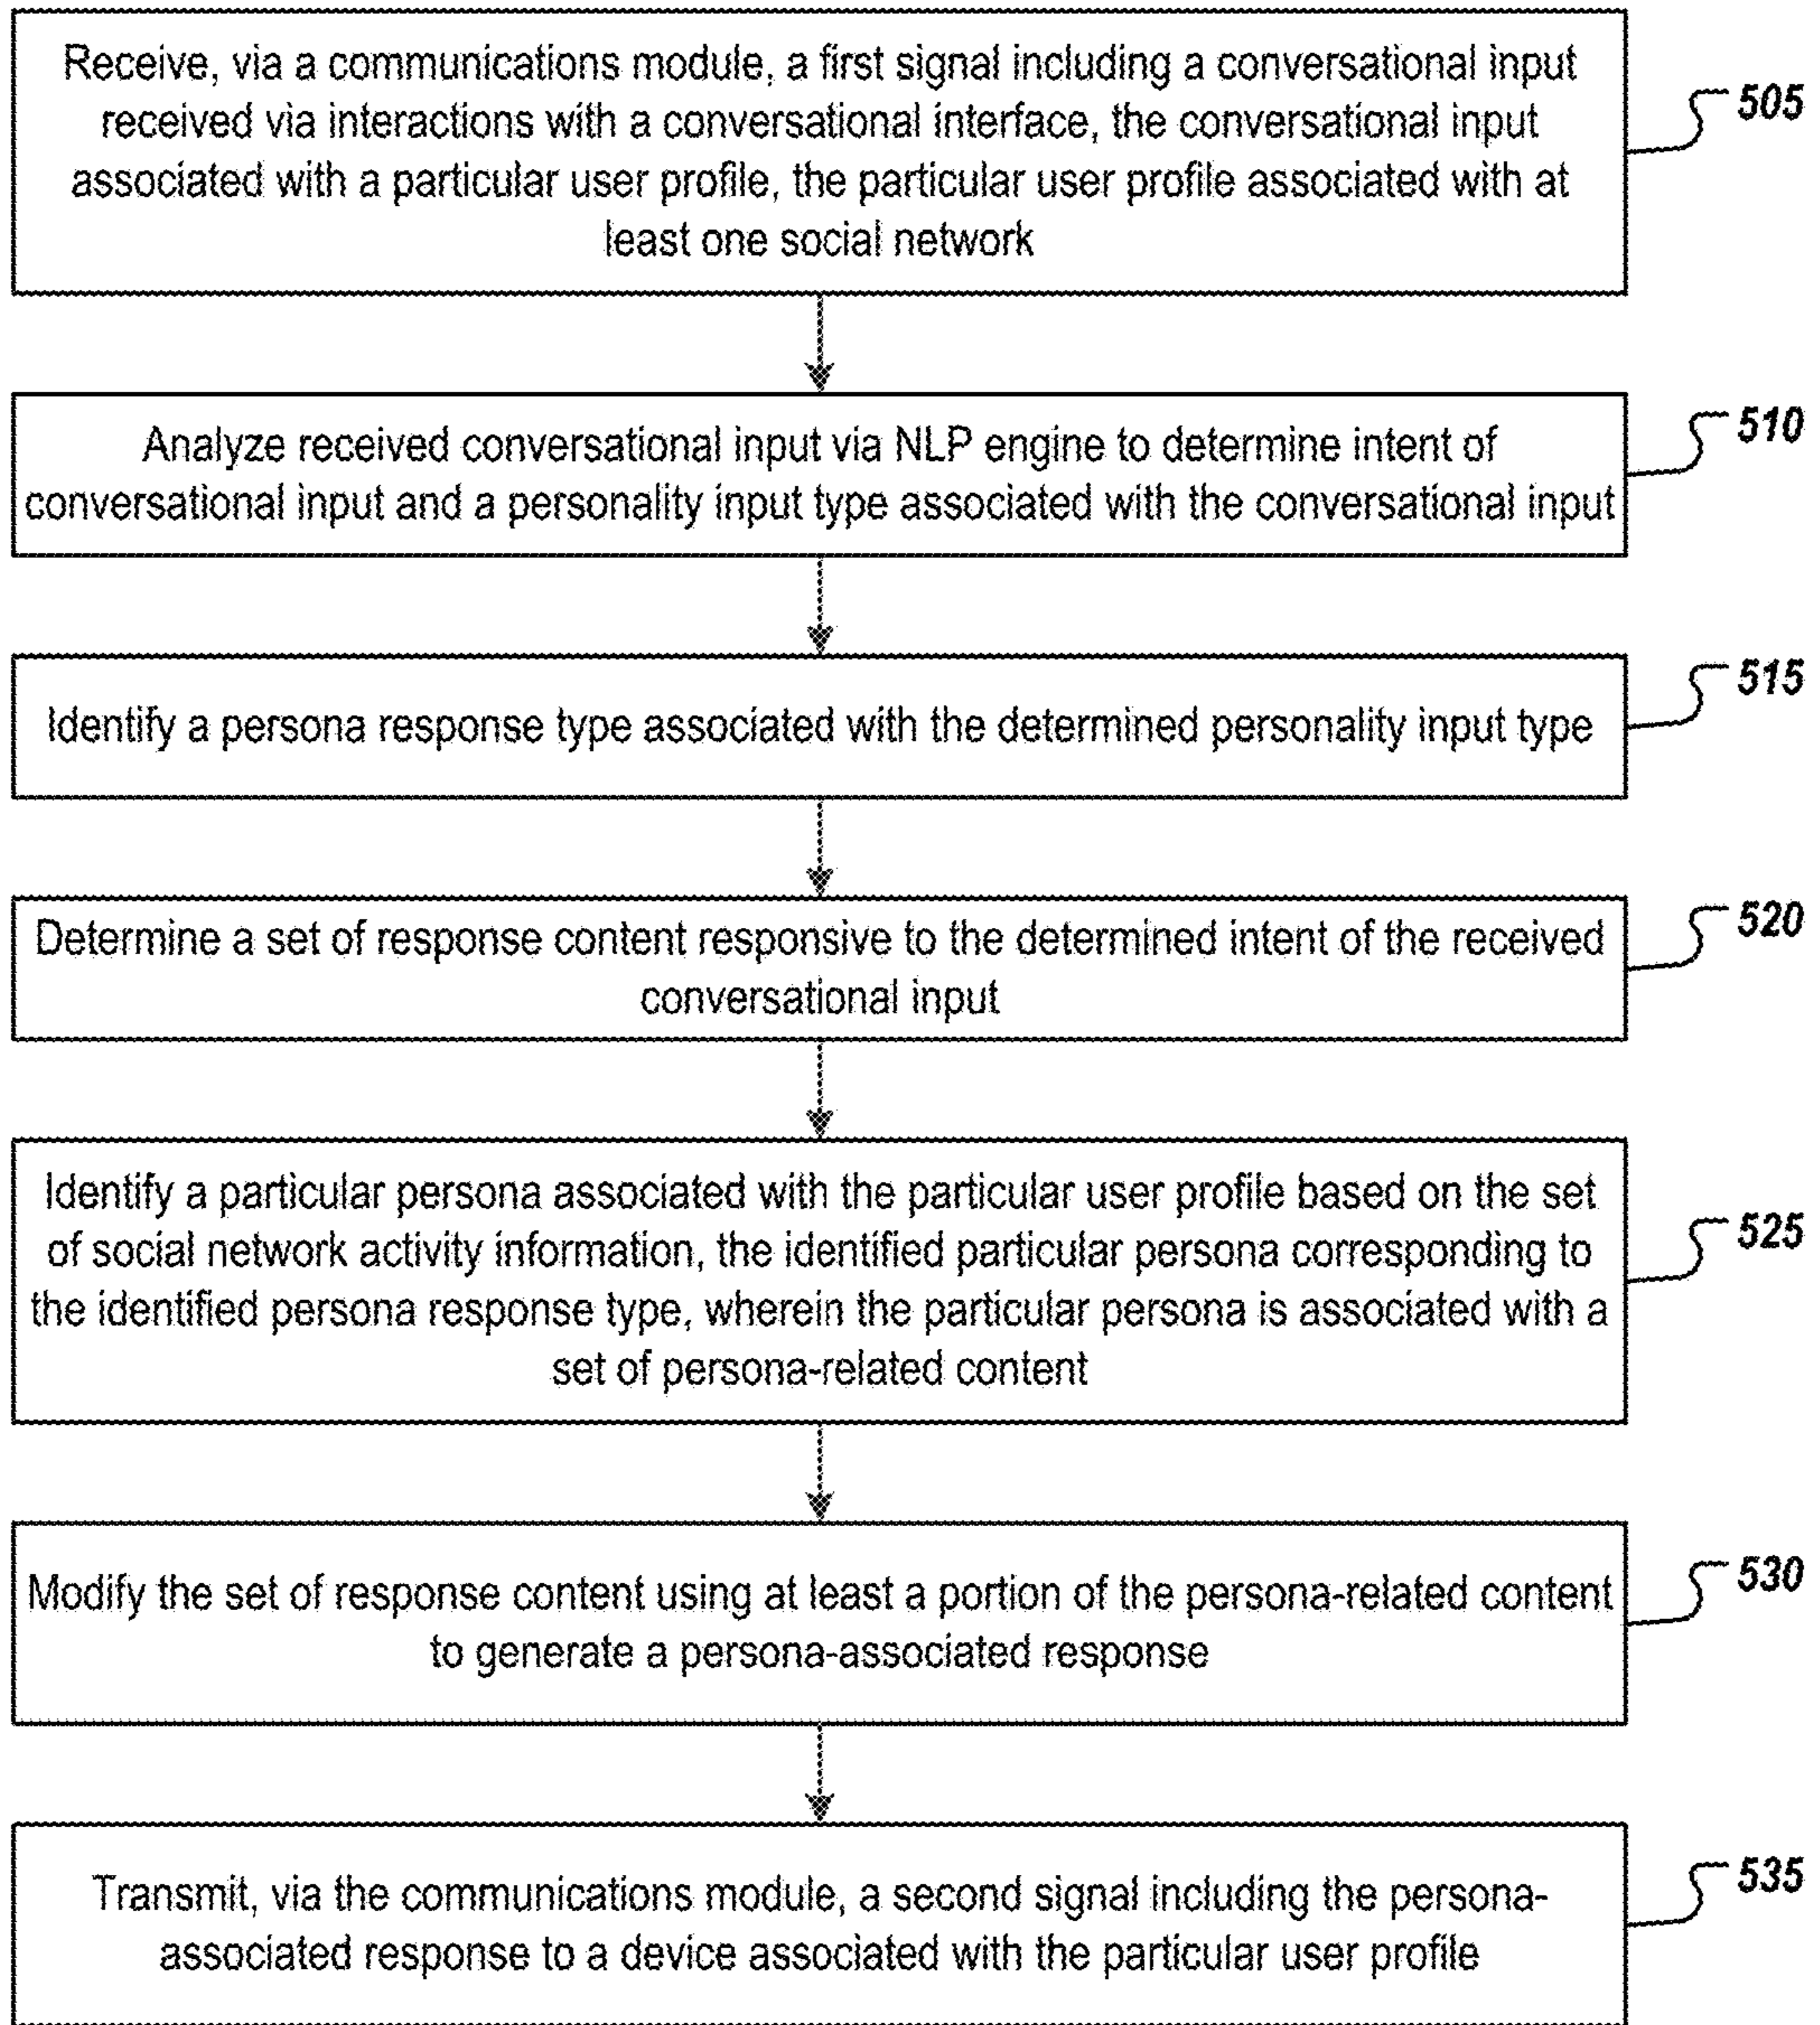 Receive, via a communications module, a first signal including a conversational input
received via interactions with a conversational interface, the conversational input
associated with a particular user profile, the particular user profile associated with at
least one social network
505
Analyze received conversational input via NLP engine to determine intent of
conversational input and a personality input type associated with the conversational input
510
Identify a persona response type associated with the determined personality input type
515
Determine a set of response content responsive to the determined intent of the received
conversational input
520
Identify a particular persona associated with the particular user profile based on the set
of social network activity information, the identified particular persona corresponding to
the identified persona response type, wherein the particular persona is associated with a
set of persona-related content
525
Modify the set of response content using at least a portion of the persona-related content
to generate a persona-associated response
530
Transmit, via the communications module, a second signal including the persona-
associated response to a device associated with the particular user profile
535